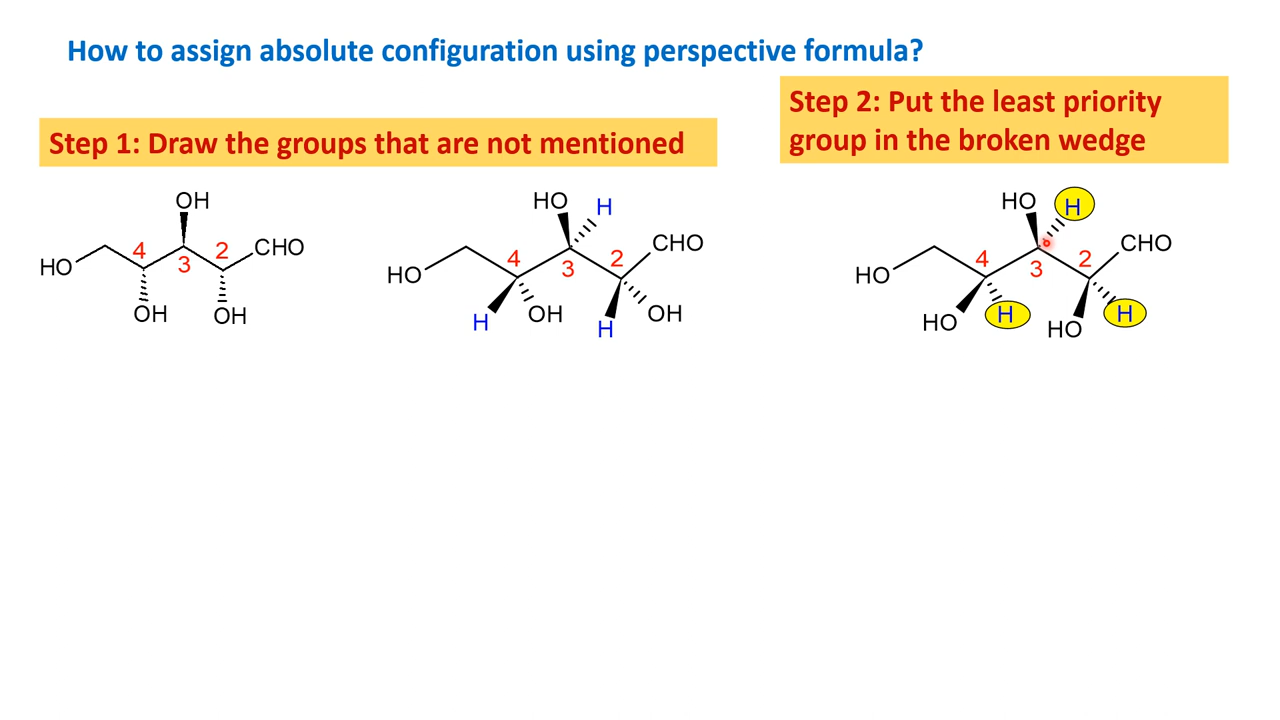 How to assign absolute configuration using perspective formula?
Step 1: Draw the groups that are not mentioned
Step 2: Put the least priority
group in the broken wedge
OH
4
2
CHO
HO
3
OH
OH
HO
H
CHO
4
2
3
HO
H
OH
H
OH
HO
H
CHO
4
2
3
HO
HO
H
HO
H